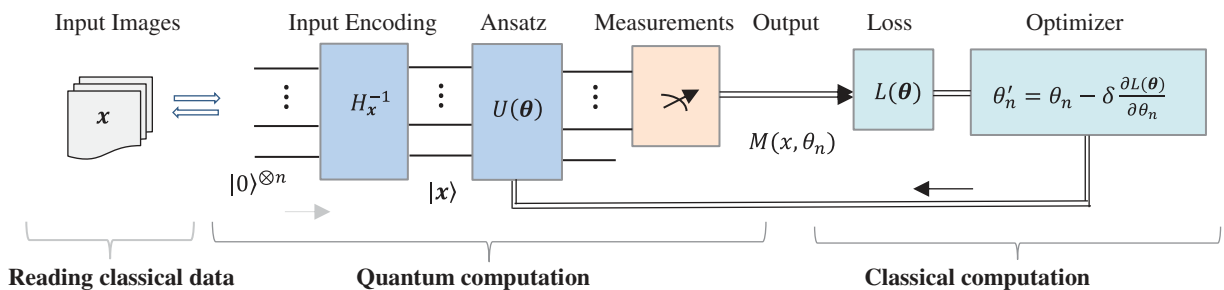 Input Images
Input Encoding
Ansatz
Measurements
Output
Loss
Optimizer
x
⋮
H_x^{-1}
⋮
U(θ)
⋮
L(θ)
θ'_n = θ_n − δ ∂L(θ)/∂θ_n
M(x, θ_n)
|0⟩^{⊗n}
|x⟩
Reading classical data
Quantum computation
Classical computation